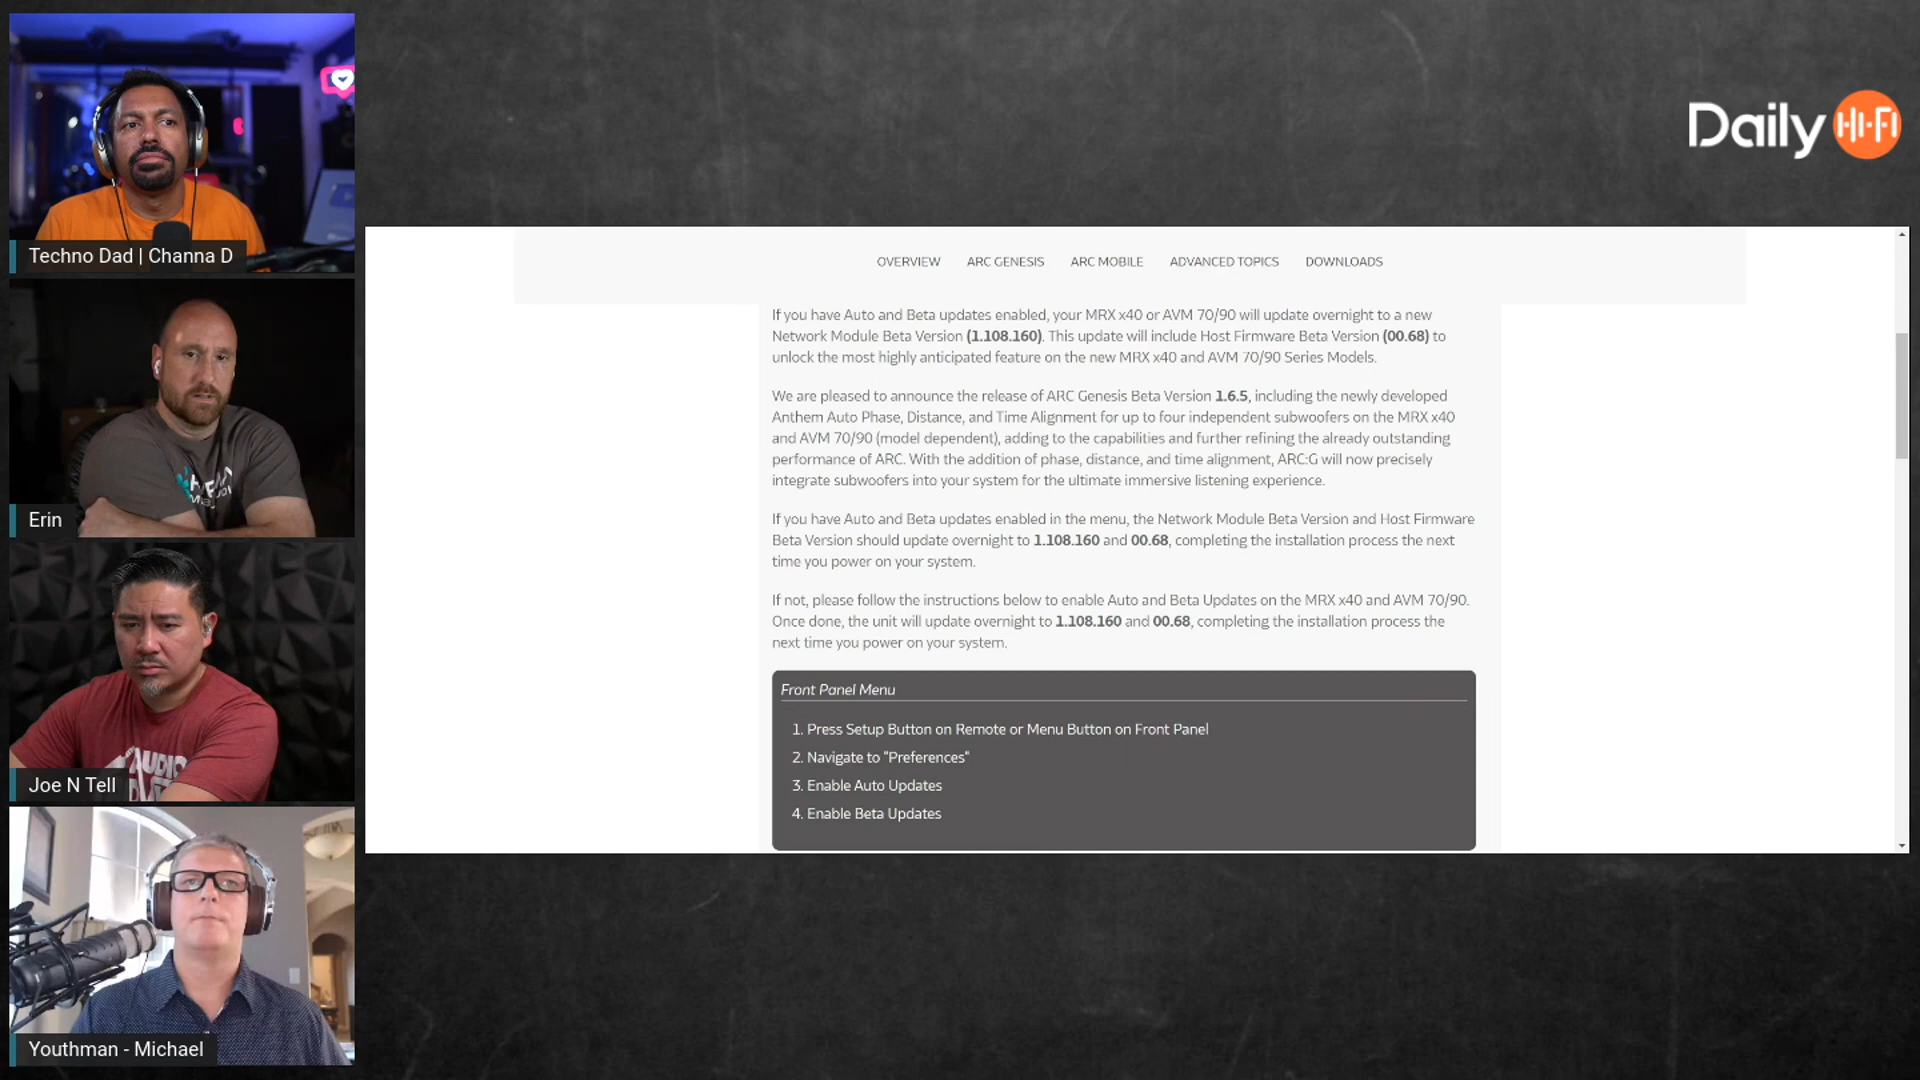 Techno Dad | Channa D
Erin
Joe N Tell
Youthman - Michael
Daily HI-FI
OVERVIEW ARC GENESIS ARC MOBILE ADVANCED TOPICS DOWNLOADS
If you have Auto and Beta updates enabled, your MRX x40 or AVM 70/90 will update overnight to a new
Network Module Beta Version (1.108.160). This update will include Host Firmware Beta Version (00.68) to
unlock the most highly anticipated feature on the new MRX x40 and AVM 70/90 Series Models.
We are pleased to announce the release of ARC Genesis Beta Version 1.6.5, including the newly developed
Anthem Auto Phase, Distance, and Time Alignment for up to four independent subwoofers on the MRX x40
and AVM 70/90 (model dependent), adding to the capabilities and further refining the already outstanding
performance of ARC. With the addition of phase, distance, and time alignment, ARC:G will now precisely
integrate subwoofers into your system for the ultimate immersive listening experience.
If you have Auto and Beta updates enabled in the menu, the Network Module Beta Version and Host Firmware
Beta Version should update overnight to 1.108.160 and 00.68, completing the installation process the next
time you power on your system.
If not, please follow the instructions below to enable Auto and Beta Updates on the MRX x40 and AVM 70/90.
Once done, the unit will update overnight to 1.108.160 and 00.68, completing the installation process the
next time you power on your system.
Front Panel Menu
1. Press Setup Button on Remote or Menu Button on Front Panel
2. Navigate to "Preferences"
3. Enable Auto Updates
4. Enable Beta Updates